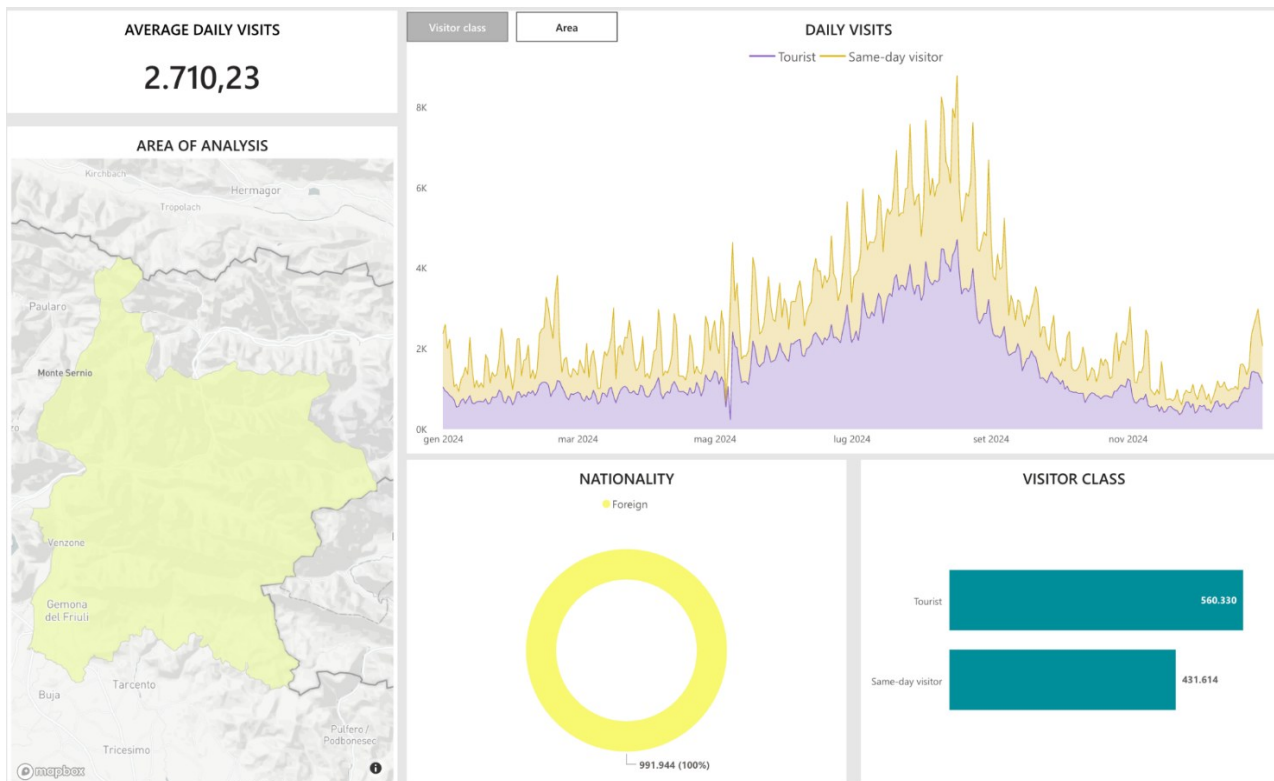 AVERAGE DAILY VISITS
2.710,23
AREA OF ANALYSIS
Kirchbach
Hermagor
Tropolach
Paularo
Monte Sernio
ro
Venzone
Gemona
del Friuli
Buja
Tarcento
Tricesimo
Pulfero /
Podbonesec
mapbox
Visitor class
Area
DAILY VISITS
Tourist
Same-day visitor
8K
6K
4K
2K
0K
gen 2024
mar 2024
mag 2024
lug 2024
set 2024
nov 2024
NATIONALITY
Foreign
991.944 (100%)
VISITOR CLASS
Tourist
560.330
Same-day visitor
431.614